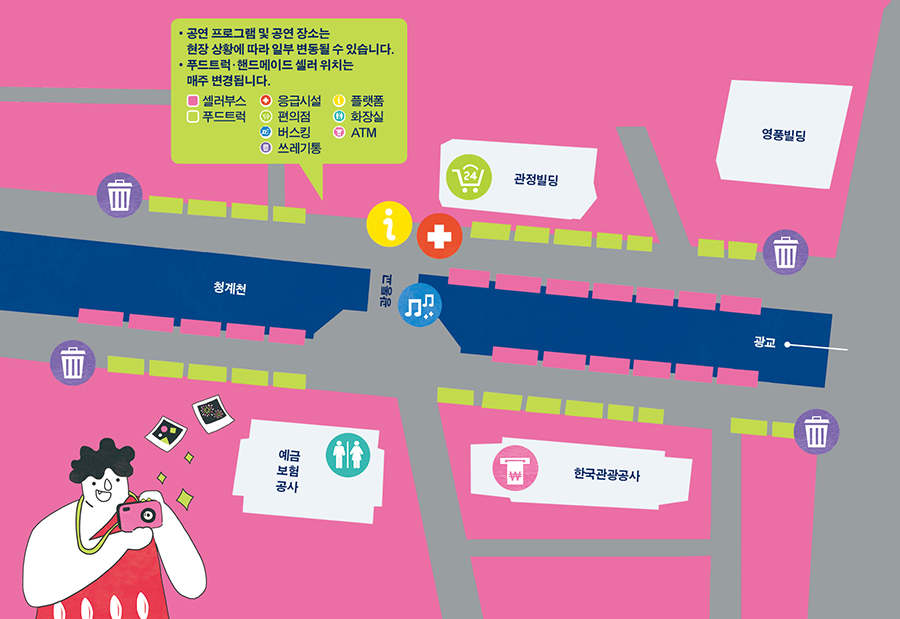 • 공연 프로그램 및 공연 장소는
현장 상황에 따라 일부 변동될 수 있습니다.
• 푸드트럭·핸드메이드 셀러 위치는
매주 변경됩니다.
셀러부스 응급시설 플랫폼
푸드트럭 편의점 화장실
버스킹 ATM
쓰레기통
영풍빌딩
24
관정빌딩
청계천
광통교
광교
예금
보험
공사
₩
한국관광공사